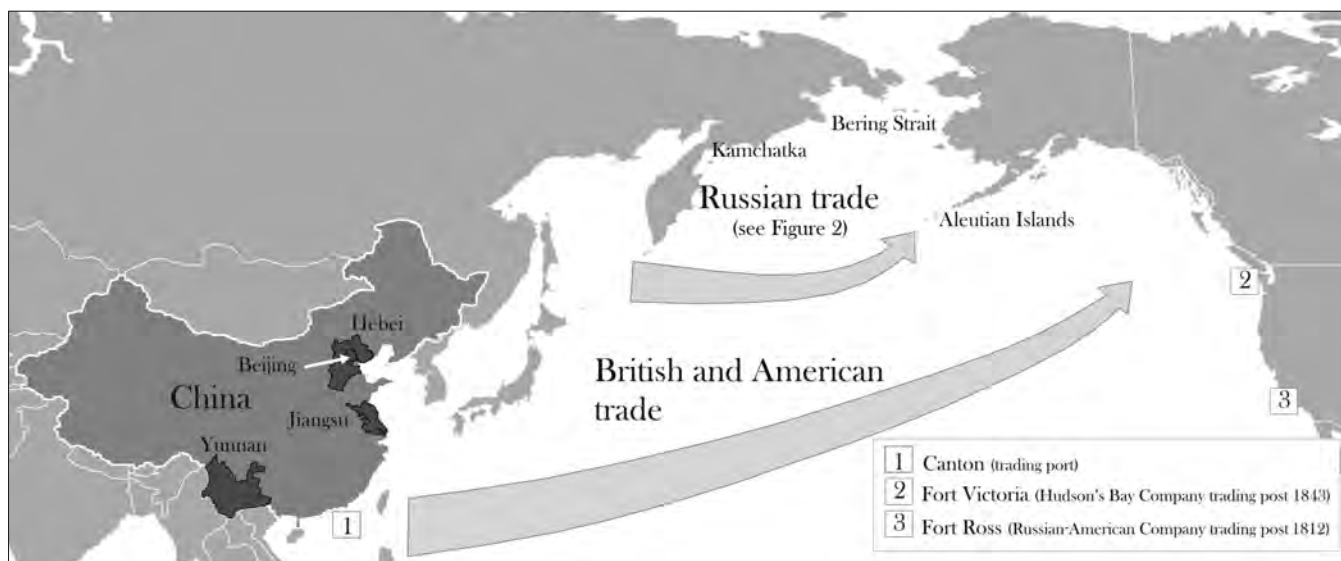 Bering Strait
Kamchatka
Russian trade
(see Figure 2)
Aleutian Islands
2
Hebei
Beijing
British and American
trade
China
3
Jiangsu
Yunnan
1
1 Canton (trading port)
2 Fort Victoria (Hudson's Bay Company trading post 1843)
3 Fort Ross (Russian-American Company trading post 1812)